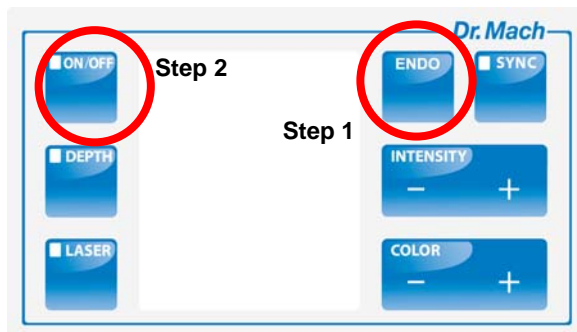 Dr. Mach
ON/OFF
Step 2
ENDO
SYNC
Step 1
DEPTH
INTENSITY
- +
LASER
COLOR
- +